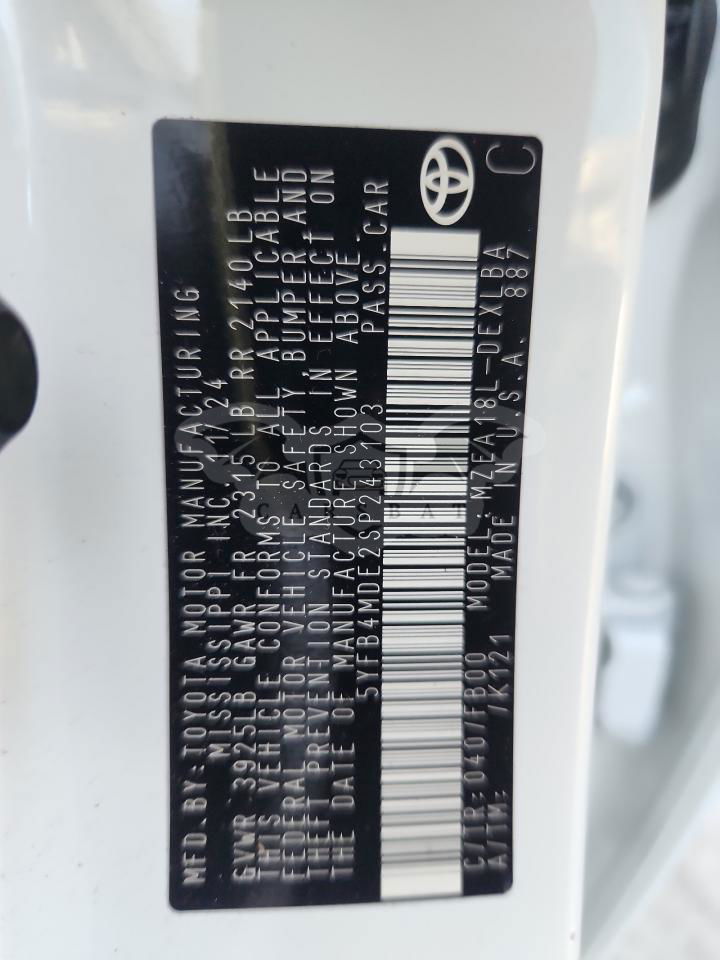 MFD.BY:TOYOTA MOTOR MANUFACTURING
MISSISSIPPI INC. 11/24
GVWR 3925LB GAWR FR 2315LB RR 2140LB
THIS VEHICLE CONFORMS TO ALL APPLICABLE
FEDERAL MOTOR VEHICLE SAFETY BUMPER AND
THEFT PREVENTION STANDARDS IN EFFECT ON
THE DATE OF MANUFACTURE SHOWN ABOVE.
5YFB4MDE2SP243103 PASS.CAR
C/TR:040/FB00 MODEL:MZEA18L-DEXLBA
A/TM: /K121 MADE IN U.S.A. 887
C
CARSBAT